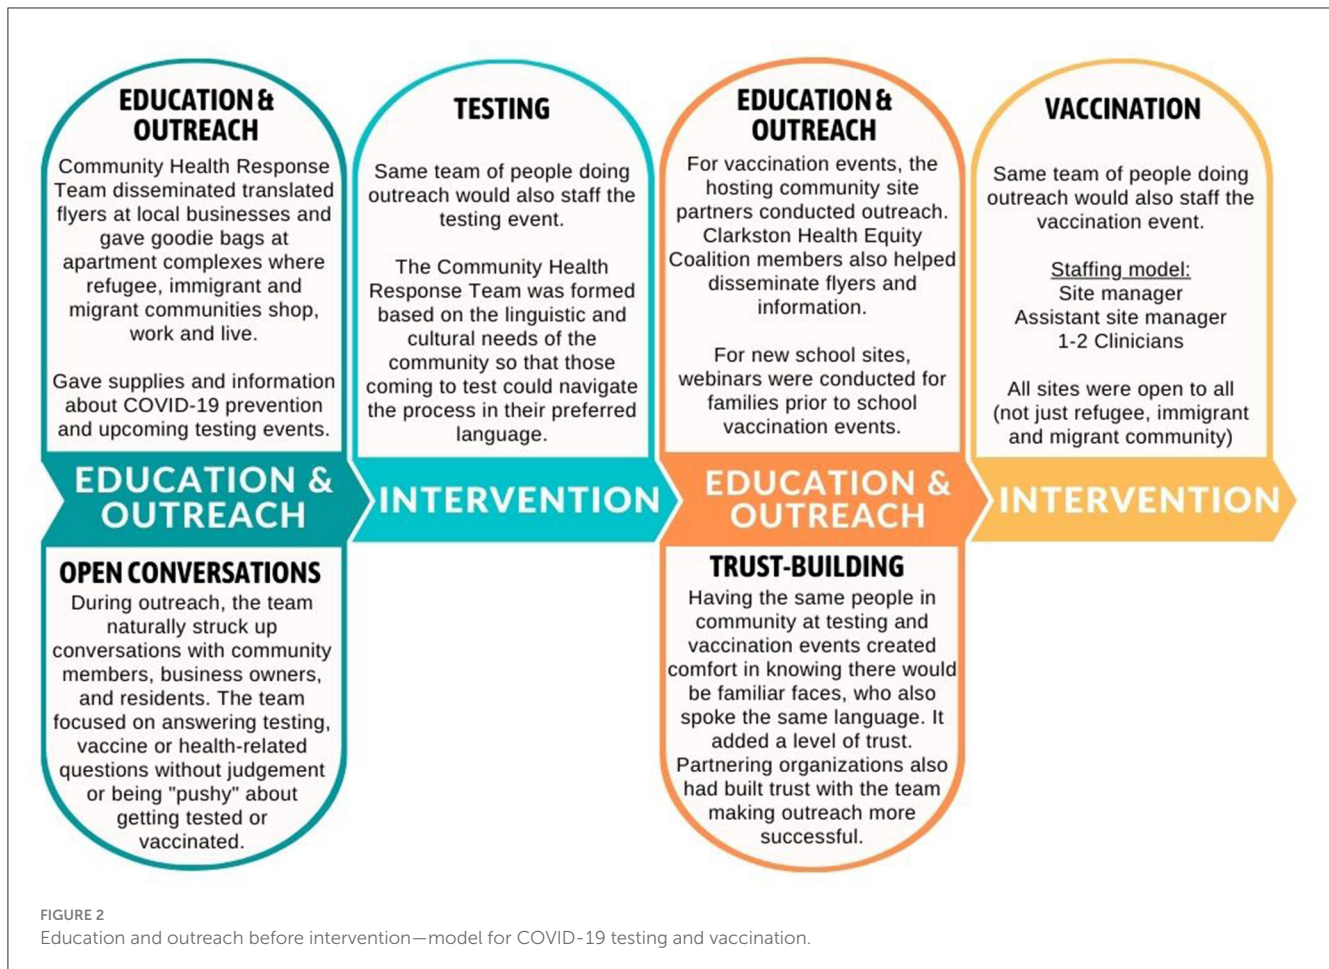 EDUCATION &
OUTREACH
Community Health Response
Team disseminated translated
flyers at local businesses and
gave goodie bags at
apartment complexes where
refugee, immigrant and
migrant communities shop,
work and live.
Gave supplies and information
about COVID-19 prevention
and upcoming testing events.
EDUCATION &
OUTREACH
OPEN CONVERSATIONS
During outreach, the team
naturally struck up
conversations with community
members, business owners,
and residents. The team
focused on answering testing,
vaccine or health-related
questions without judgement
or being "pushy" about
getting tested or
vaccinated.
TESTING
Same team of people doing
outreach would also staff the
testing event.
The Community Health
Response Team was formed
based on the linguistic and
cultural needs of the
community so that those
coming to test could navigate
the process in their preferred
language.
INTERVENTION
EDUCATION &
OUTREACH
For vaccination events, the
hosting community site
partners conducted outreach.
Clarkston Health Equity
Coalition members also helped
disseminate flyers and
information.
For new school sites,
webinars were conducted for
families prior to school
vaccination events.
EDUCATION &
OUTREACH
TRUST-BUILDING
Having the same people in
community at testing and
vaccination events created
comfort in knowing there would
be familiar faces, who also
spoke the same language. It
added a level of trust.
Partnering organizations also
had built trust with the team
making outreach more
successful.
VACCINATION
Same team of people doing
outreach would also staff the
vaccination event.
Staffing model:
Site manager
Assistant site manager
1-2 Clinicians
All sites were open to all
(not just refugee, immigrant
and migrant community)
INTERVENTION
FIGURE 2
Education and outreach before intervention—model for COVID-19 testing and vaccination.